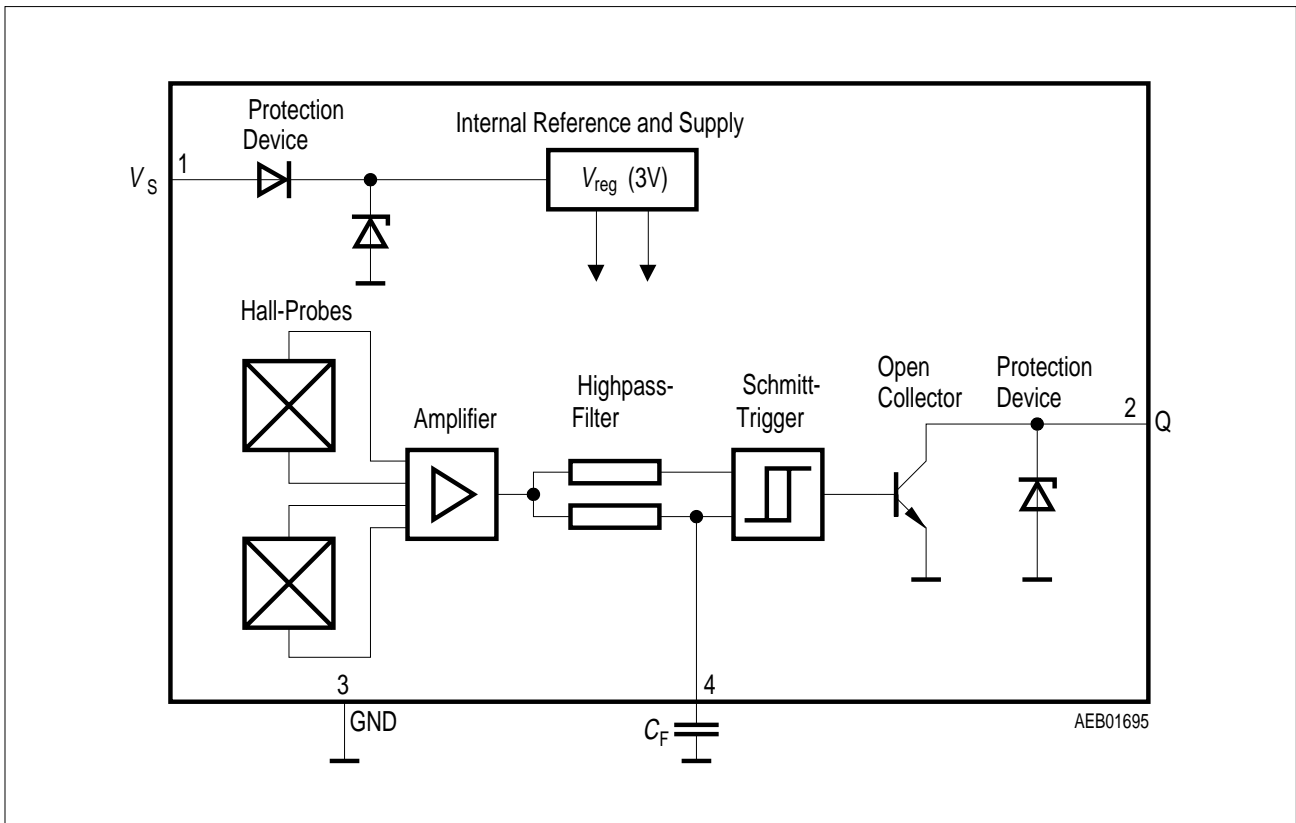 Protection
Device
Internal Reference and Supply
1
V S
V reg (3V)
Hall-Probes
Amplifier
Highpass-
Filter
Schmitt-
Trigger
Open
Collector
Protection
Device
2
Q
3
GND
4
C F
AEB01695